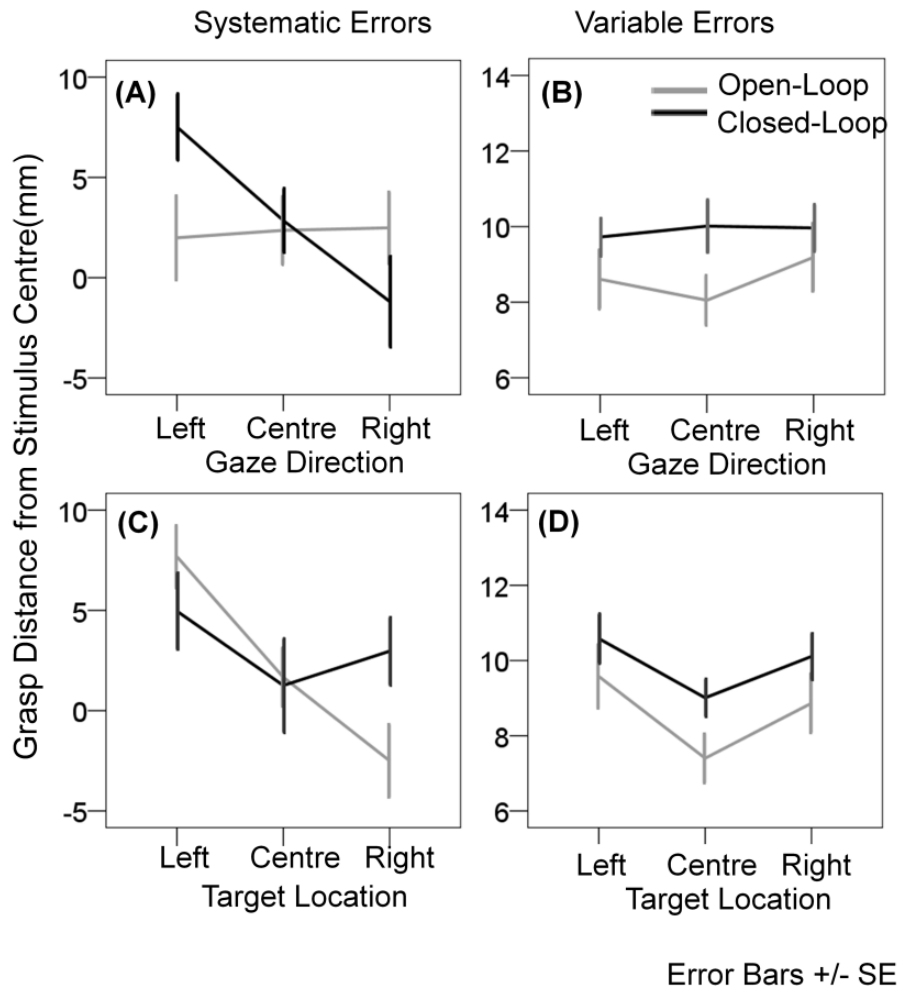 Systematic Errors
Variable Errors
Grasp Distance from Stimulus Centre(mm)
(A)
10
5
0
-5
Left Centre Right
Gaze Direction
(B)
Open-Loop
Closed-Loop
14
12
10
8
6
Left Centre Right
Gaze Direction
(C)
10
5
0
-5
Left Centre Right
Target Location
(D)
14
12
10
8
6
Left Centre Right
Target Location
Error Bars +/- SE